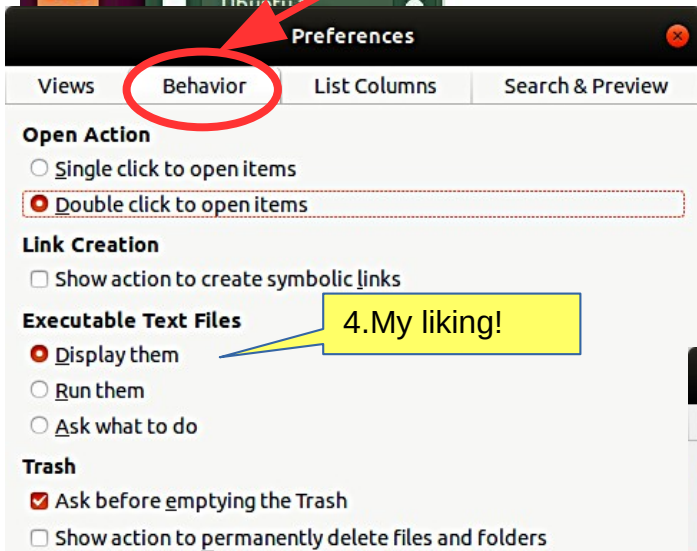 Ubuntu
Preferences
Views Behavior List Columns Search & Preview
Open Action
Single click to open items
Double click to open items
Link Creation
Show action to create symbolic links
Executable Text Files
4.My liking!
Display them
Run them
Ask what to do
Trash
Ask before emptying the Trash
Show action to permanently delete files and folders